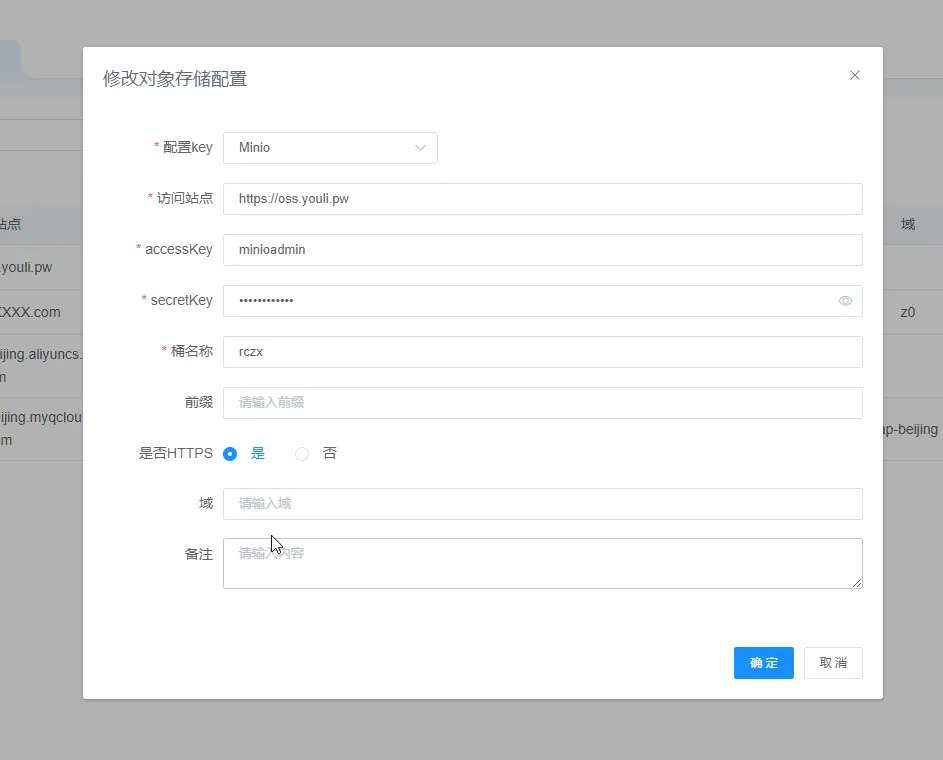 修改对象存储配置
* 配置key Minio
* 访问站点 https://oss.youli.pw
* accessKey minioadmin
* secretKey ••••••••••••
* 桶名称 rczx
前缀 请输入前缀
是否HTTPS 是 否
域 请输入域
备注 请输入内容
确定 取消
站点 域
.youli.pw
XXX.com z0
ijing.aliyuncs.
m
ijing.myqclou
m
ap-beijing